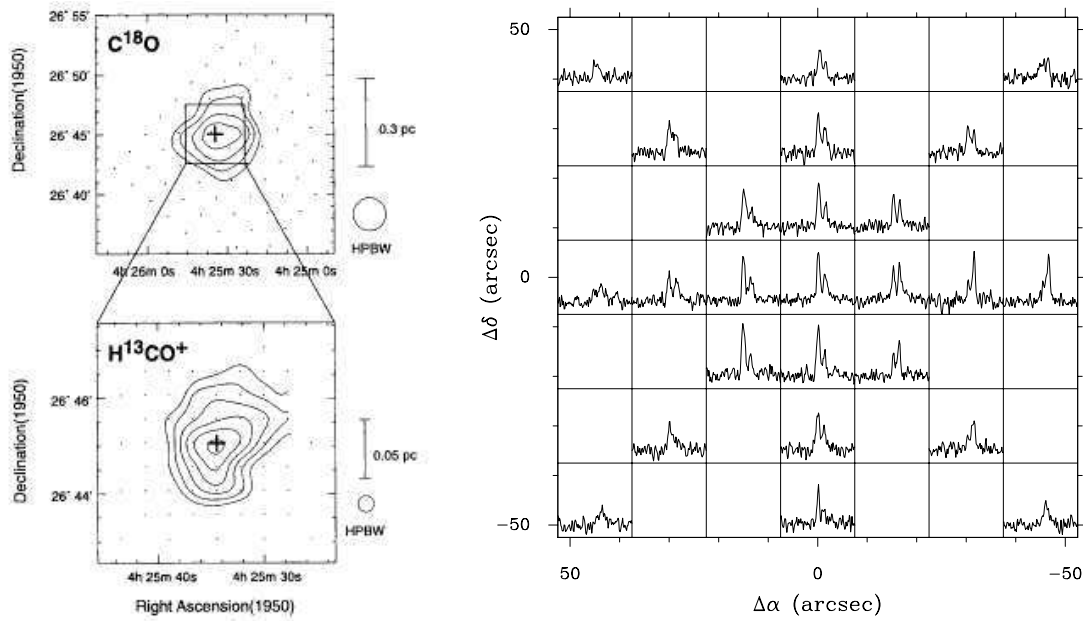 C18O
26° 55'
26° 50'
26° 45'
26° 40'
Declination(1950)
0.3 pc
HPBW
4h 26m 0s 4h 25m 30s 4h 25m 0s
H13CO+
26° 46'
26° 44'
Declination(1950)
0.05 pc
HPBW
4h 25m 40s 4h 25m 30s
Right Ascension(1950)
50
0
−50
Δδ (arcsec)
50 0 −50
Δα (arcsec)